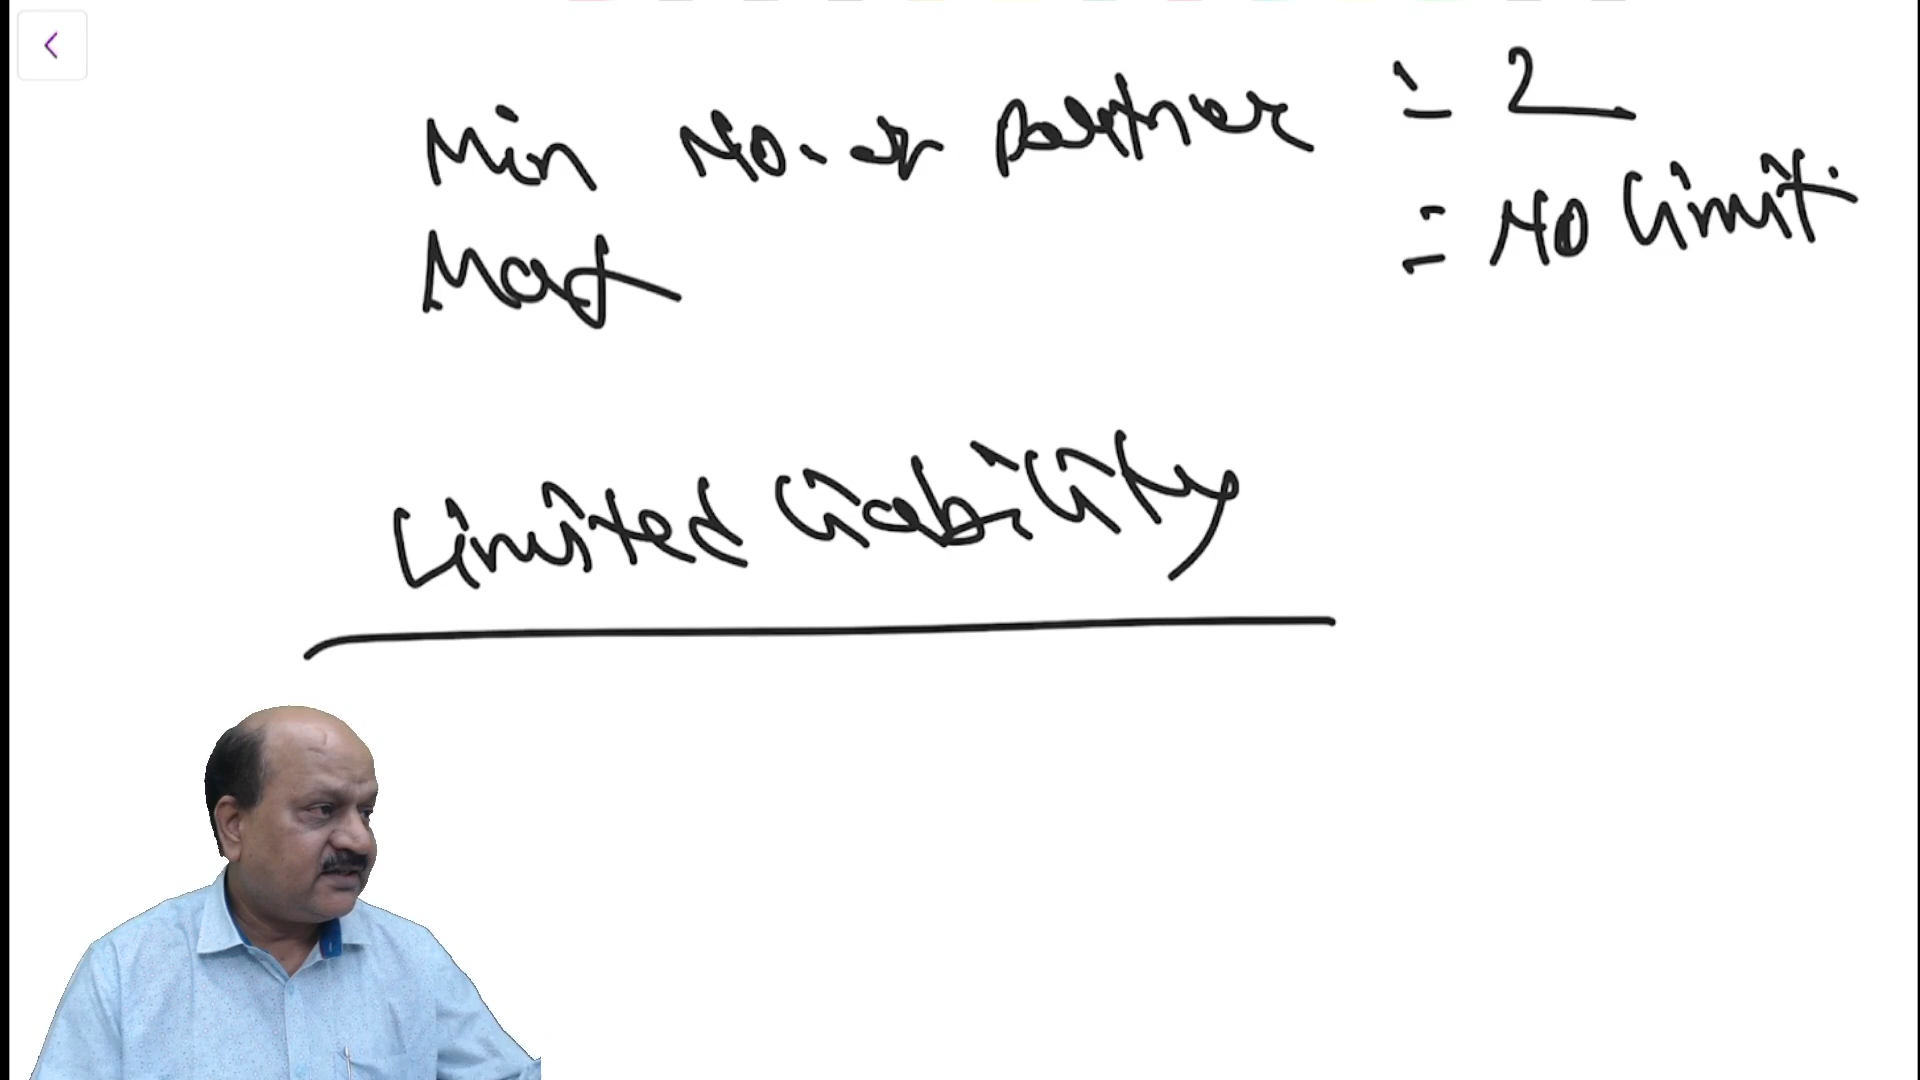 Min No. of Partner = 2
Max = No Limit.
Limited Liability